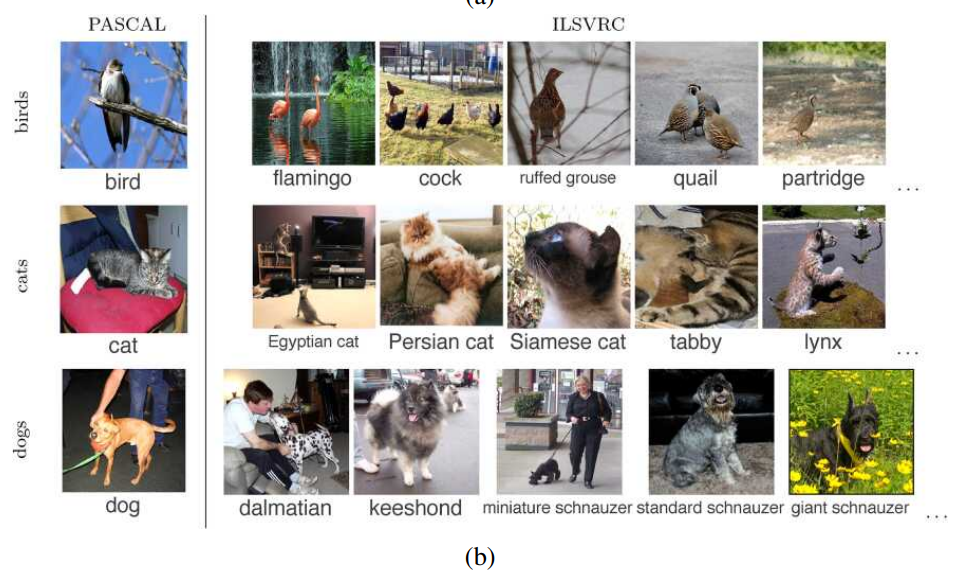 (a)
PASCAL
ILSVRC
birds
bird
flamingo
cock
ruffed grouse
quail
partridge
...
cats
cat
Egyptian cat
Persian cat
Siamese cat
tabby
lynx
...
dogs
dog
dalmatian
keeshond
miniature schnauzer
standard schnauzer
giant schnauzer
...
(b)